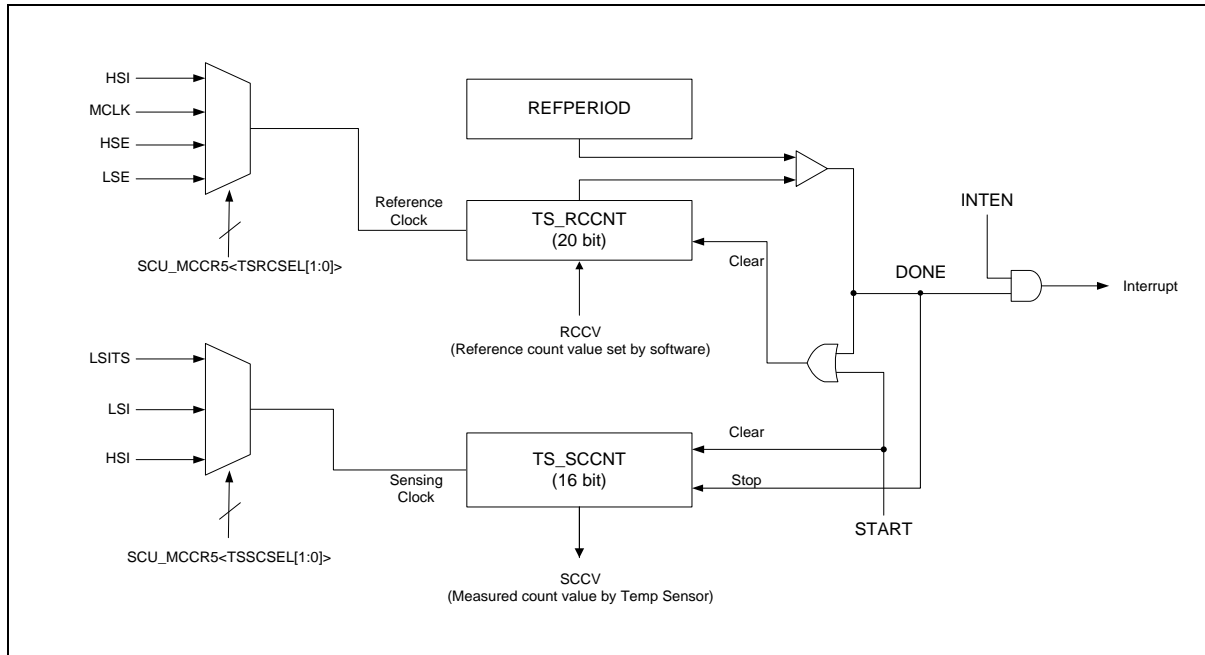 HSI
MCLK
HSE
LSE
SCU_MCCR5<TSRCSEL[1:0]>
Reference
Clock
REFPERIOD
TS_RCCNT
(20 bit)
Clear
RCCV
(Reference count value set by software)
INTEN
DONE
Interrupt
LSITS
LSI
HSI
SCU_MCCR5<TSSCSEL[1:0]>
Sensing
Clock
TS_SCCNT
(16 bit)
Clear
Stop
START
SCCV
(Measured count value by Temp Sensor)